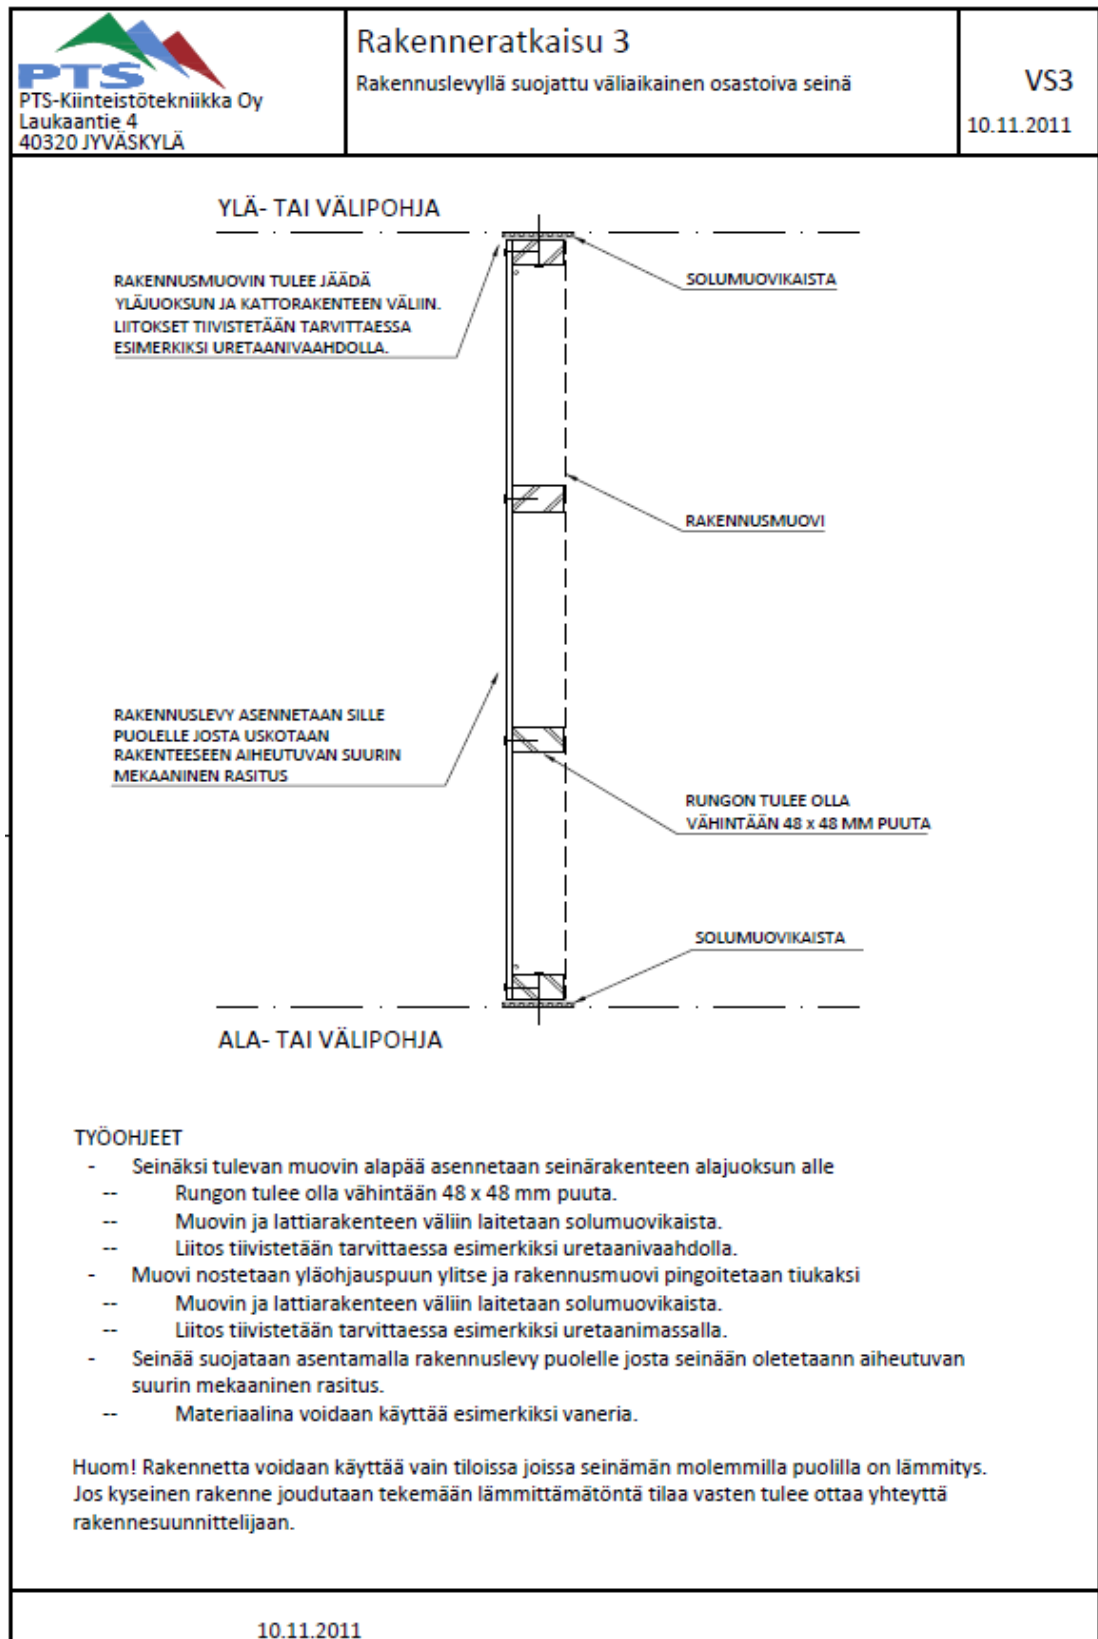 PTS
PTS-Kiinteistötekniikka Oy
Laukaantie 4
40320 JYVÄSKYLÄ
Rakenneratkaisu 3
Rakennuslevyllä suojattu väliaikainen osastoiva seinä
VS3
10.11.2011
YLÄ- TAI VÄLIPOHJA
RAKENNUSMUOVIN TULEE JÄÄDÄ
YLÄJUOKSUN JA KATTORAKENTEEN VÄLIIN.
LIITOKSET TIIVISTETÄÄN TARVITTAESSA
ESIMERKIKSI URETAANIVAAHDOLLA.
SOLUMUOVIKAISTA
RAKENNUSMUOVI
RAKENNUSLEVY ASENNETAAN SILLE
PUOLELLE JOSTA USKOTAAN
RAKENTEESEEN AIHEUTUVAN SUURIN
MEKAANINEN RASITUS
RUNGON TULEE OLLA
VÄHINTÄÄN 48 x 48 MM PUUTA
SOLUMUOVIKAISTA
ALA- TAI VÄLIPOHJA
TYÖOHJEET
- Seinäksi tulevan muovin alapää asennetaan seinärakenteen alajuoksun alle
-- Rungon tulee olla vähintään 48 x 48 mm puuta.
-- Muovin ja lattiarakenteen väliin laitetaan solumuovikaista.
-- Liitos tiivistetään tarvittaessa esimerkiksi uretaanivaahdolla.
- Muovi nostetaan yläohjauspuun ylitse ja rakennusmuovi pingoitetaan tiukaksi
-- Muovin ja lattiarakenteen väliin laitetaan solumuovikaista.
-- Liitos tiivistetään tarvittaessa esimerkiksi uretaanimassalla.
- Seinää suojataan asentamalla rakennuslevy puolelle josta seinään oletetaann aiheutuvan
suurin mekaaninen rasitus.
-- Materiaalina voidaan käyttää esimerkiksi vaneria.
Huom! Rakennetta voidaan käyttää vain tiloissa joissa seinämän molemmilla puolilla on lämmitys.
Jos kyseinen rakenne joudutaan tekemään lämmittämätöntä tilaa vasten tulee ottaa yhteyttä
rakennesuunnittelijaan.
10.11.2011